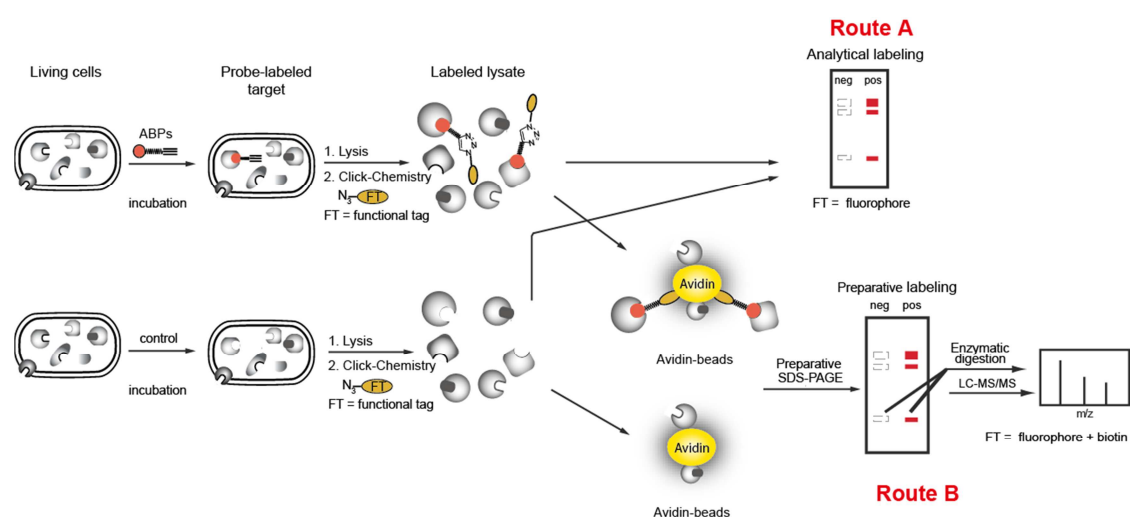 Route A
Analytical labeling
neg pos
FT = fluorophore
Living cells
Probe-labeled
target
Labeled lysate
ABPs
incubation
1. Lysis
2. Click-Chemistry
N3 FT
FT = functional tag
N
N
N
N
N
N
control
incubation
1. Lysis
2. Click-Chemistry
N3 FT
FT = functional tag
Avidin
Avidin-beads
Avidin
Avidin-beads
Preparative
SDS-PAGE
Preparative labeling
neg pos
Enzymatic
digestion
LC-MS/MS
m/z
FT = fluorophore + biotin
Route B